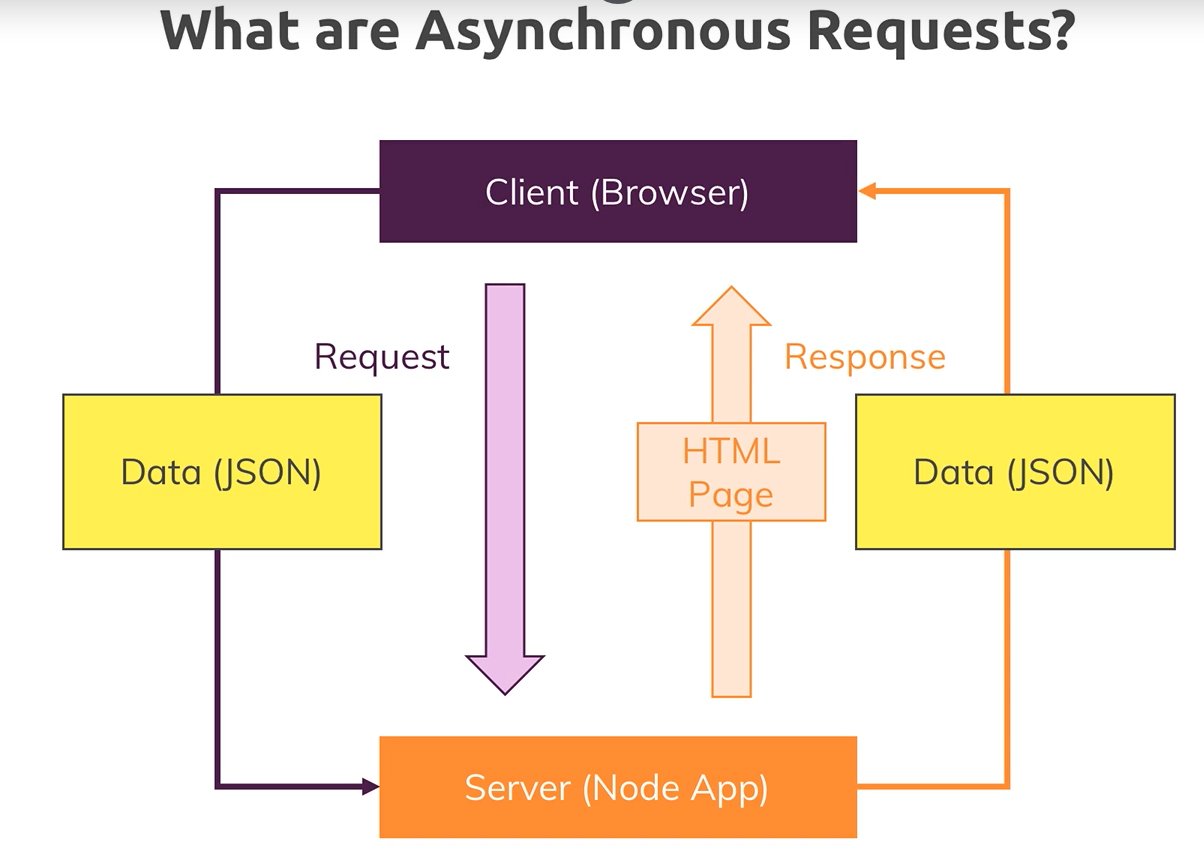 What are Asynchronous Requests?
Client (Browser)
Request
Response
Data (JSON)
HTML
Page
Data (JSON)
Server (Node App)